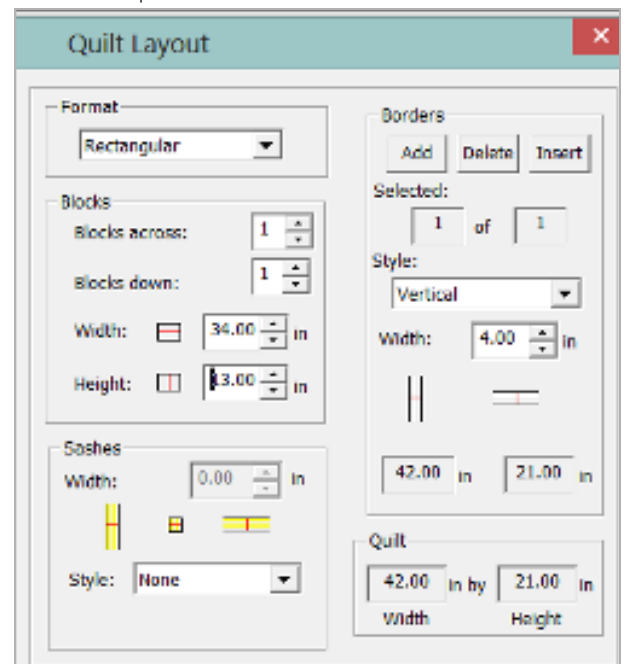 Quilt Layout
Format
Rectangular
Blocks
Blocks across: 1
Blocks down: 1
Width: 34.00 in
Height: 13.00 in
Sashes
Width: 0.00 in
Style: None
Borders
Add Delete Insert
Selected:
1 of 1
Style:
Vertical
Width: 4.00 in
42.00 in 21.00 in
Quilt
42.00 in by 21.00 in
Width Height